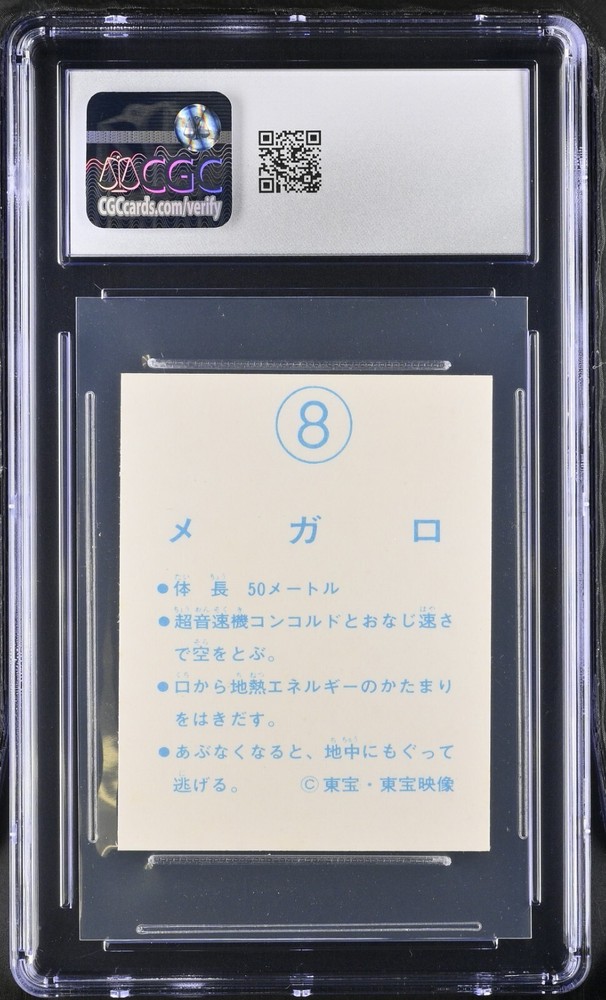 CGC
CGCcards.com/verify
8
メガロ
●体長 50メートル
●超音速機コンコルドとおなじ速さ
で空をとぶ。
●口から地熱エネルギーのかたまり
をはきだす。
●あぶなくなると、地中にもぐって
逃げる。 ©東宝・東宝映像